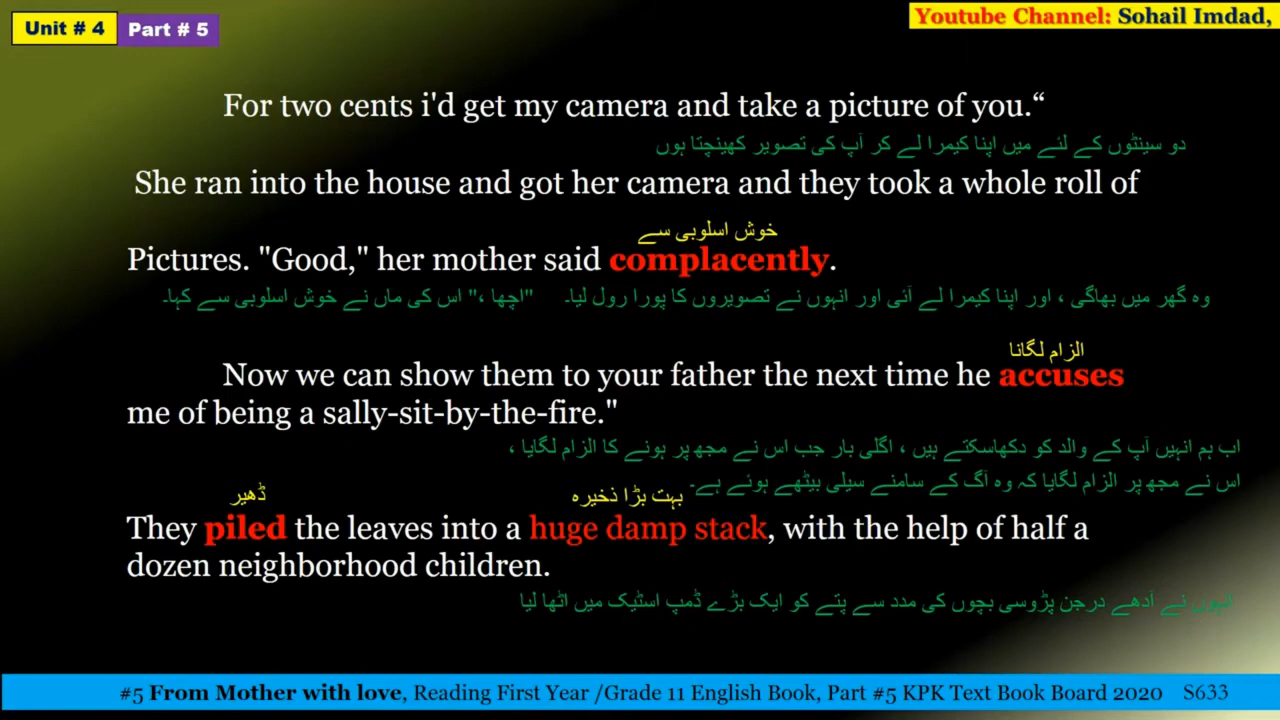 Unit # 4
Part # 5
Youtube Channel: Sohail Imdad,
For two cents i'd get my camera and take a picture of you.“
دو سینٹوں کے لئے میں اپنا کیمرا لے کر آپ کی تصویر کھینچتا ہوں
She ran into the house and got her camera and they took a whole roll of
خوش اسلوبی سے
Pictures. "Good," her mother said complacently.
وہ گھر میں بھاگی ، اور اپنا کیمرا لے آئی اور انہوں نے تصویروں کا پورا رول لیا۔ "اچھا ،" اس کی ماں نے خوش اسلوبی سے کہا۔
الزام لگانا
Now we can show them to your father the next time he accuses
me of being a sally-sit-by-the-fire."
اب ہم انہیں آپ کے والد کو دکھاسکتے ہیں ، اگلی بار جب اس نے مجھ پر ہونے کا الزام لگایا ،
اس نے مجھ پر الزام لگایا کہ وہ آگ کے سامنے سیلی بیٹھے ہوئے ہے۔
ڈھیر
بہت بڑا ذخیرہ
They piled the leaves into a huge damp stack, with the help of half a
dozen neighborhood children.
انہوں نے آدھے درجن پڑوسی بچوں کی مدد سے پتے کو ایک بڑے ڈمپ اسٹیک میں اٹھا لیا
#5 From Mother with love, Reading First Year /Grade 11 English Book, Part #5 KPK Text Book Board 2020 S633